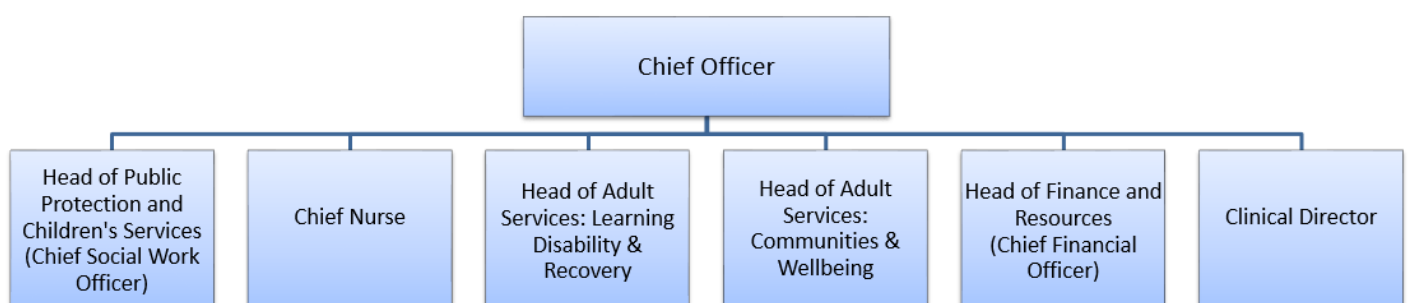 Chief Officer
Head of Public
Protection and
Children's Services
(Chief Social Work
Officer)
Chief Nurse
Head of Adult
Services: Learning
Disability &
Recovery
Head of Adult
Services:
Communities &
Wellbeing
Head of Finance and
Resources
(Chief Financial
Officer)
Clinical Director